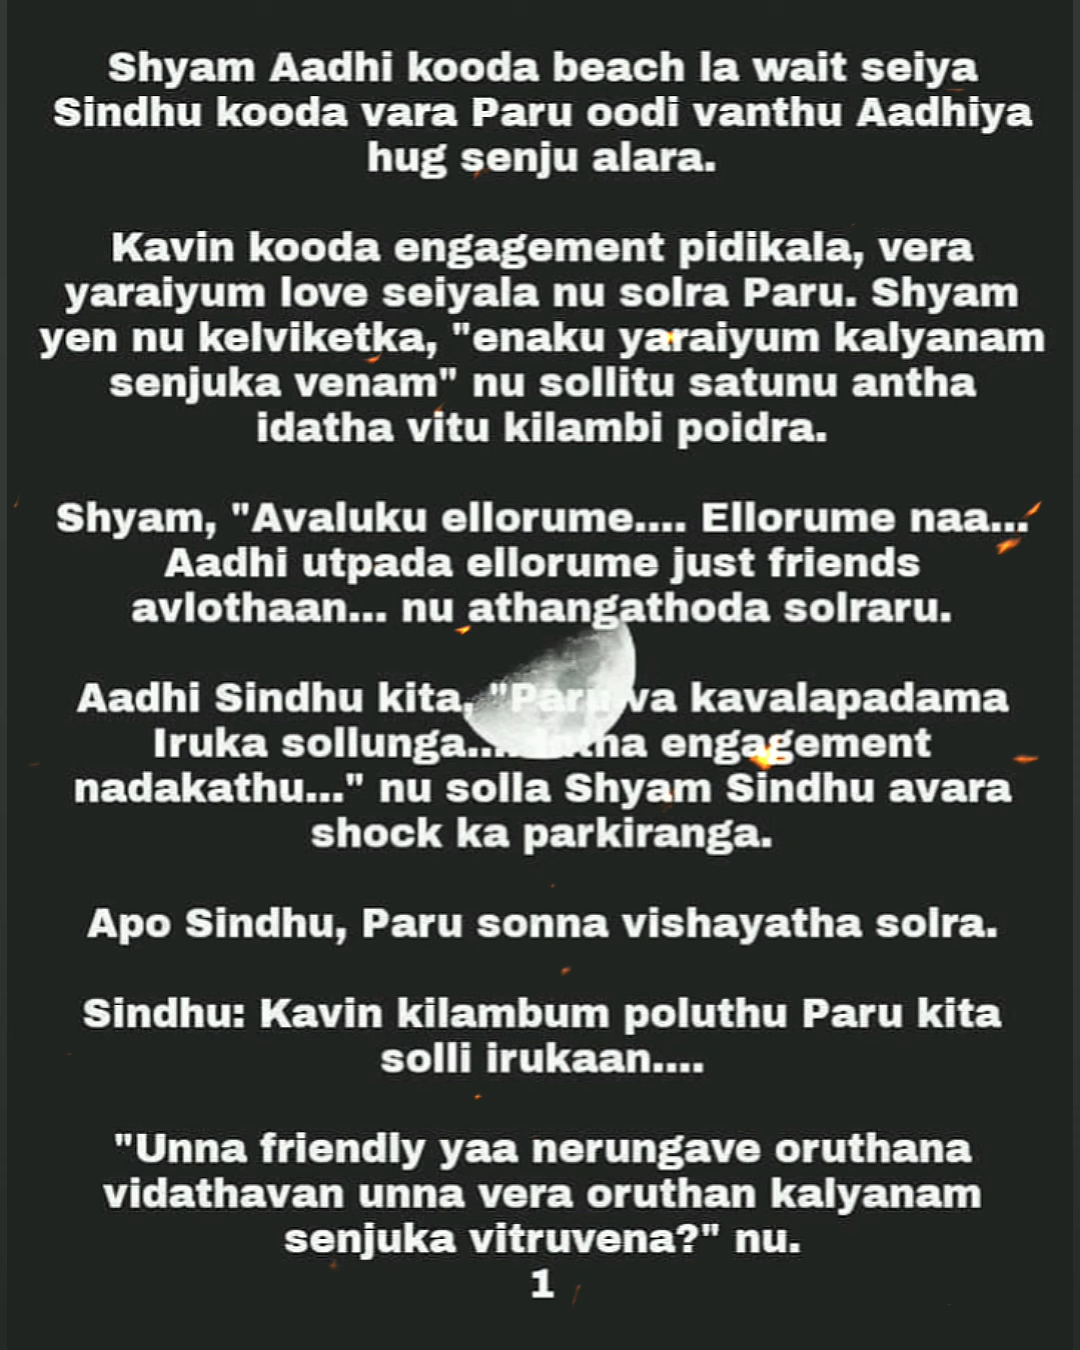 Shyam Aadhi kooda beach la wait seiya
Sindhu kooda vara Paru oodi vanthu Aadhiya
hug senju alara.
Kavin kooda engagement pidikala, vera
yaraiyum love seiyala nu solra Paru. Shyam
yen nu kelviketka, "enaku yaraiyum kalyanam
senjuka venam" nu sollitu satunu antha
idatha vitu kilambi poidra.
Shyam, "Avaluku ellorume.... Ellorume naa...
Aadhi utpada ellorume just friends
avlothaan... nu athangathoda solraru.
Aadhi Sindhu kita, "Paru va kavalapadama
Iruka sollunga.... Intha engagement
nadakathu..." nu solla Shyam Sindhu avara
shock ka parkiranga.
Apo Sindhu, Paru sonna vishayatha solra.
Sindhu: Kavin kilambum poluthu Paru kita
solli irukaan....
"Unna friendly yaa nerungave oruthana
vidathavan unna vera oruthan kalyanam
senjuka vitruvena?" nu.
1